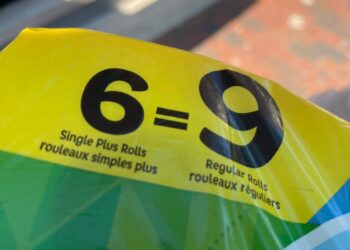 6=9
Single Plus Rolls
rouleaux simples plus
Regular Rolls
rouleaux réguliers